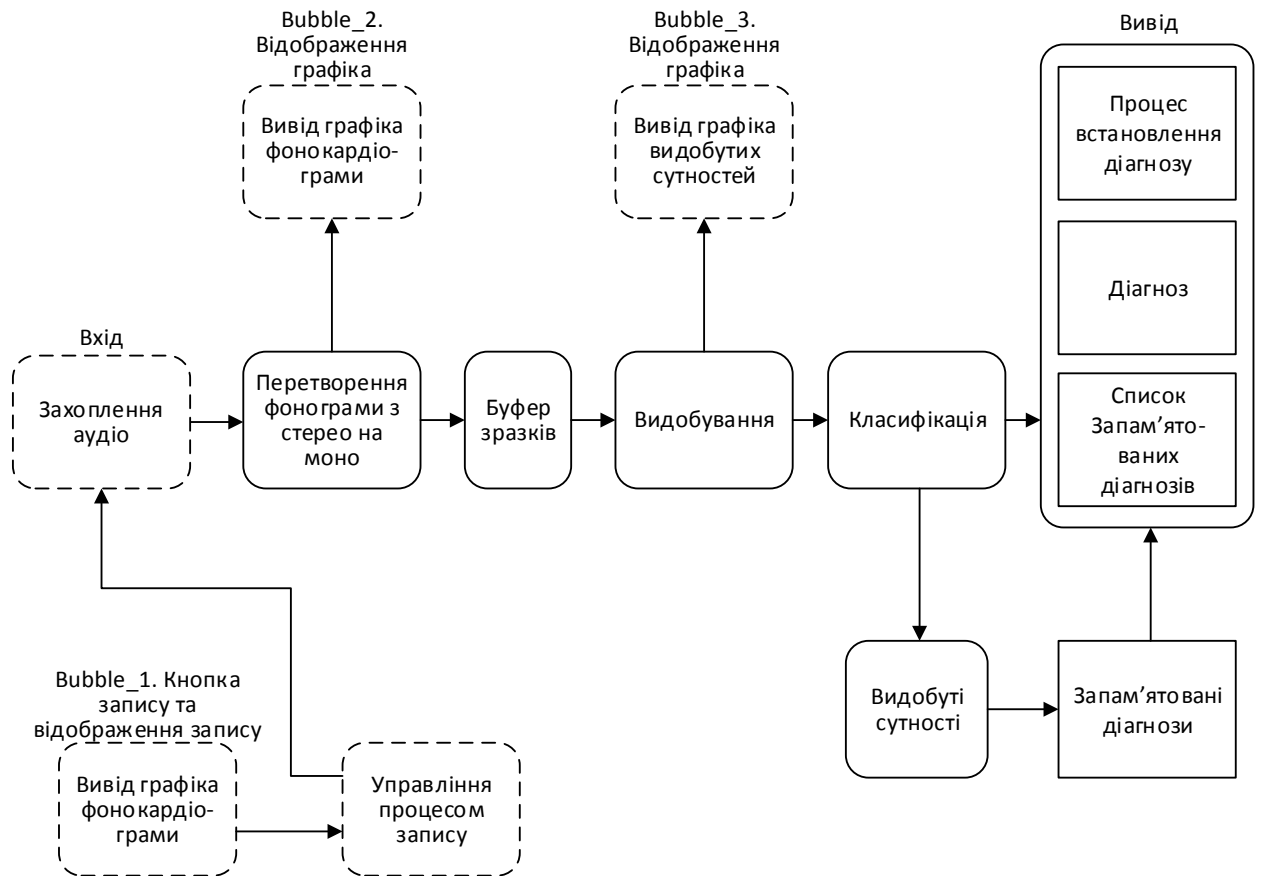 Bubble_2.
Відображення
графіка
Вивід графіка
фонокардіо-
грами
Bubble_3.
Відображення
графіка
Вивід графіка
видобутих
сутностей
Вивід
Процес
встановлення
діагнозу
Діагноз
Список
Запам’ято-
ваних
діагнозів
Вхід
Захоплення
аудіо
Перетворення
фонограми з
стерео на
моно
Буфер
зразків
Видобування
Класифікація
Видобуті
сутності
Запам’ятовані
діагнози
Bubble_1. Кнопка
запису та
відображення запису
Вивід графіка
фонокардіо-
грами
Управління
процесом
запису